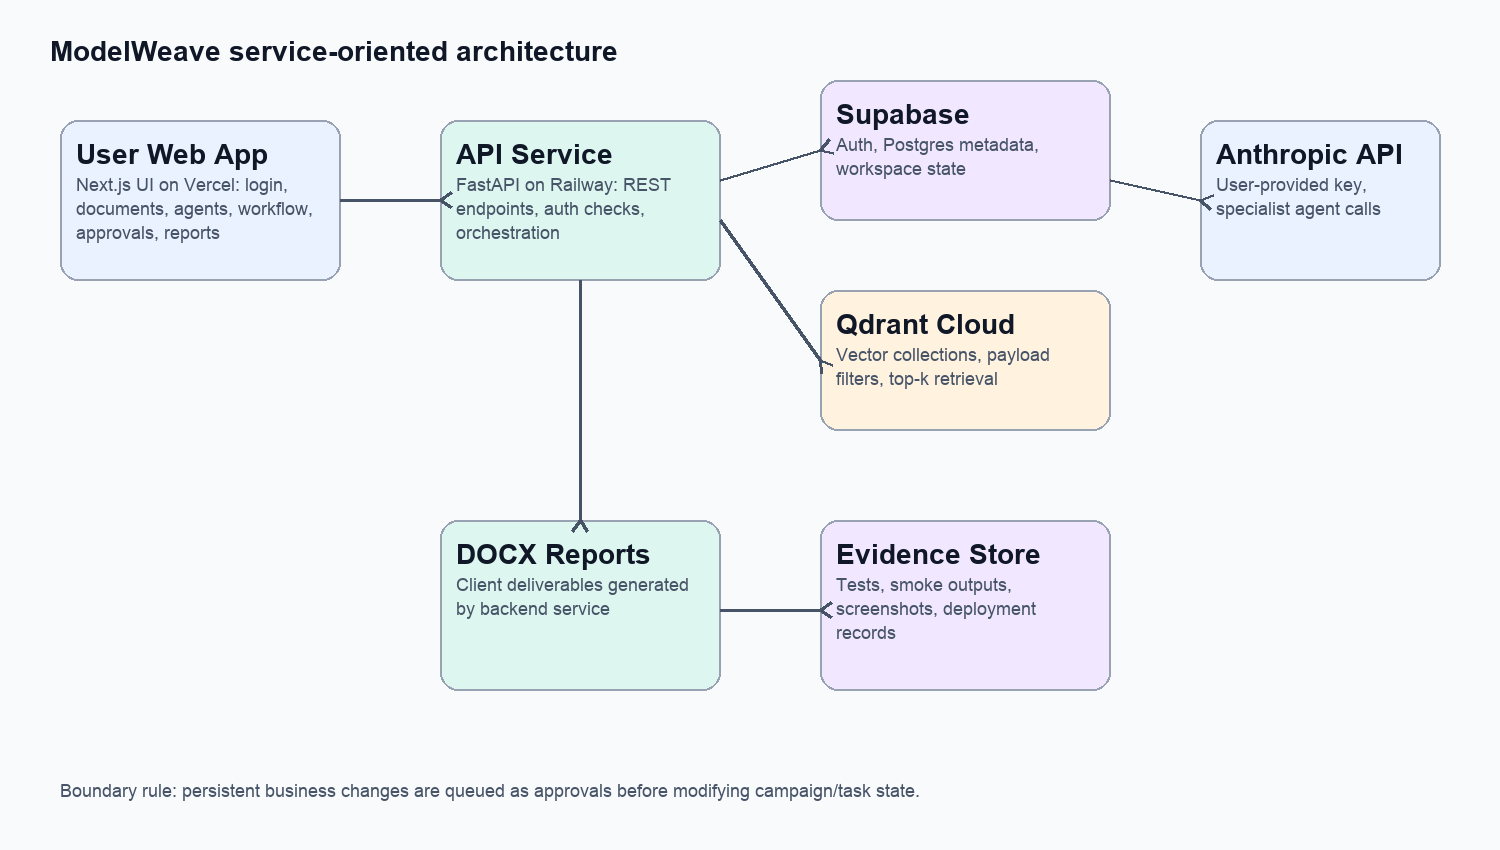 ModelWeave service-oriented architecture
User Web App
Next.js UI on Vercel: login,
documents, agents, workflow,
approvals, reports
API Service
FastAPI on Railway: REST
endpoints, auth checks,
orchestration
Supabase
Auth, Postgres metadata,
workspace state
Anthropic API
User-provided key,
specialist agent calls
Qdrant Cloud
Vector collections, payload
filters, top-k retrieval
DOCX Reports
Client deliverables generated
by backend service
Evidence Store
Tests, smoke outputs,
screenshots, deployment
records
Boundary rule: persistent business changes are queued as approvals before modifying campaign/task state.